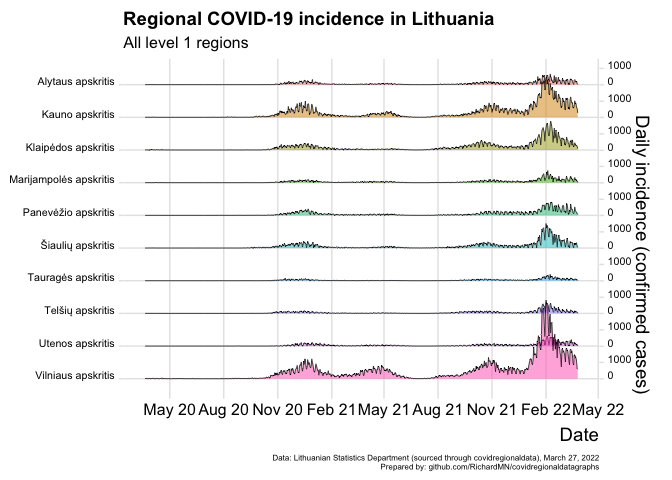 Regional COVID-19 incidence in Lithuania
All level 1 regions
Alytaus apskritis
1000
0
Kauno apskritis
1000
0
Klaipėdos apskritis
1000
0
Marijampolės apskritis
1000
0
Panevėžio apskritis
1000
0
Šiaulių apskritis
1000
0
Tauragės apskritis
1000
0
Telšių apskritis
1000
0
Utenos apskritis
1000
0
Vilniaus apskritis
1000
0
Daily incidence (confirmed cases)
May 20 Aug 20 Nov 20 Feb 21 May 21 Aug 21 Nov 21 Feb 22 May 22
Date
Data: Lithuanian Statistics Department (sourced through covidregionaldata), March 27, 2022
Prepared by: github.com/RichardMN/covidregionaldatagraphs